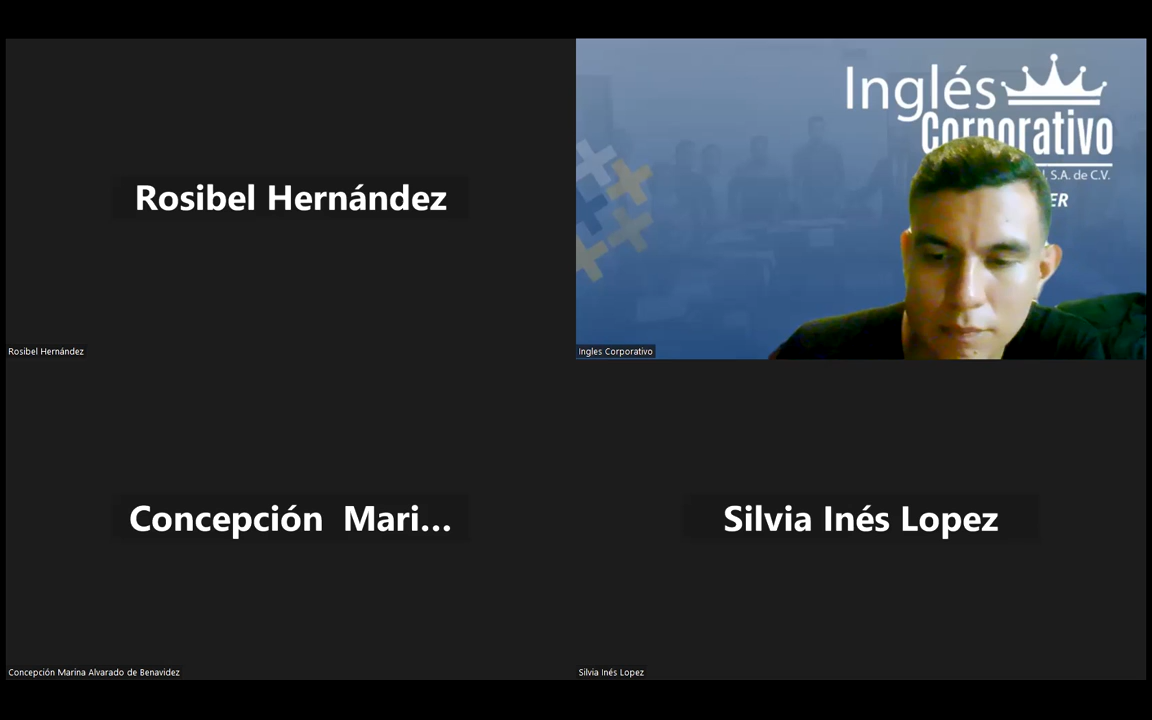 Rosibel Hernández
Rosibel Hernández
Inglés
Corporativo
S.A. de C.V.
Ingles Corporativo
Concepción Mari...
Concepción Marina Alvarado de Benavidez
Silvia Inés Lopez
Silvia Inés Lopez